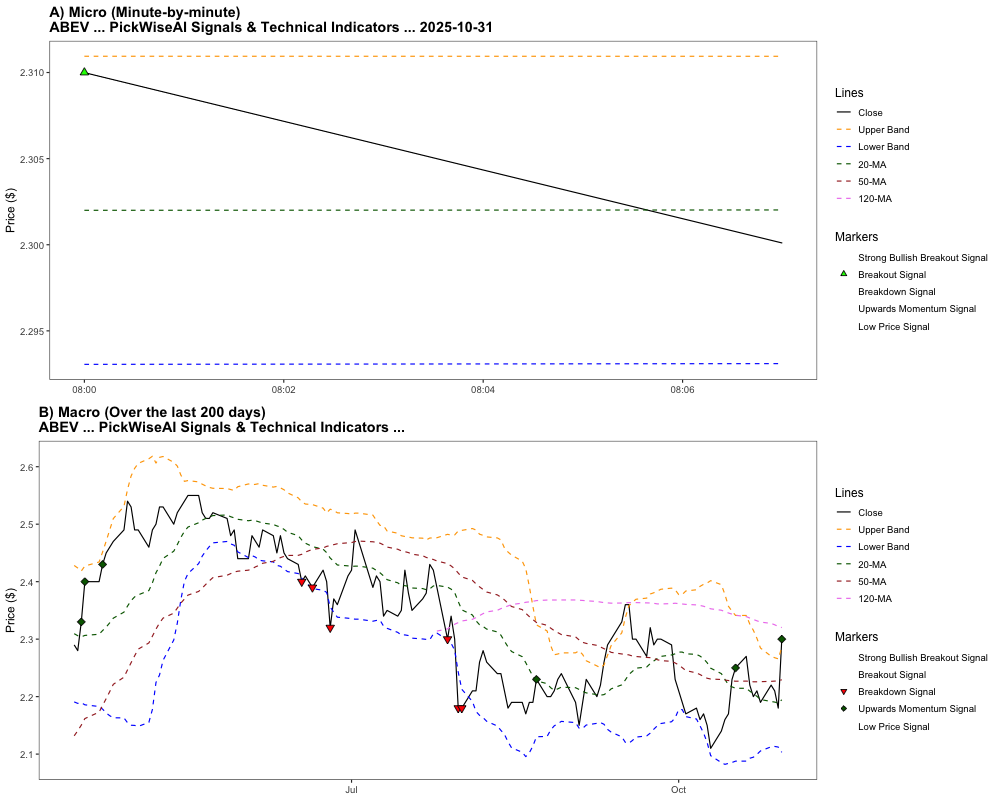 A) Micro (Minute-by-minute)
ABEV ... PickWiseAI Signals & Technical Indicators ... 2025-10-31
Price ($)
2.310
2.305
2.300
2.295
08:00
08:02
08:04
08:06
Lines
Close
Upper Band
Lower Band
20-MA
50-MA
120-MA
Markers
Strong Bullish Breakout Signal
Breakout Signal
Breakdown Signal
Upwards Momentum Signal
Low Price Signal
B) Macro (Over the last 200 days)
ABEV ... PickWiseAI Signals & Technical Indicators ...
Price ($)
2.6
2.5
2.4
2.3
2.2
2.1
Jul
Oct
Lines
Close
Upper Band
Lower Band
20-MA
50-MA
120-MA
Markers
Strong Bullish Breakout Signal
Breakout Signal
Breakdown Signal
Upwards Momentum Signal
Low Price Signal